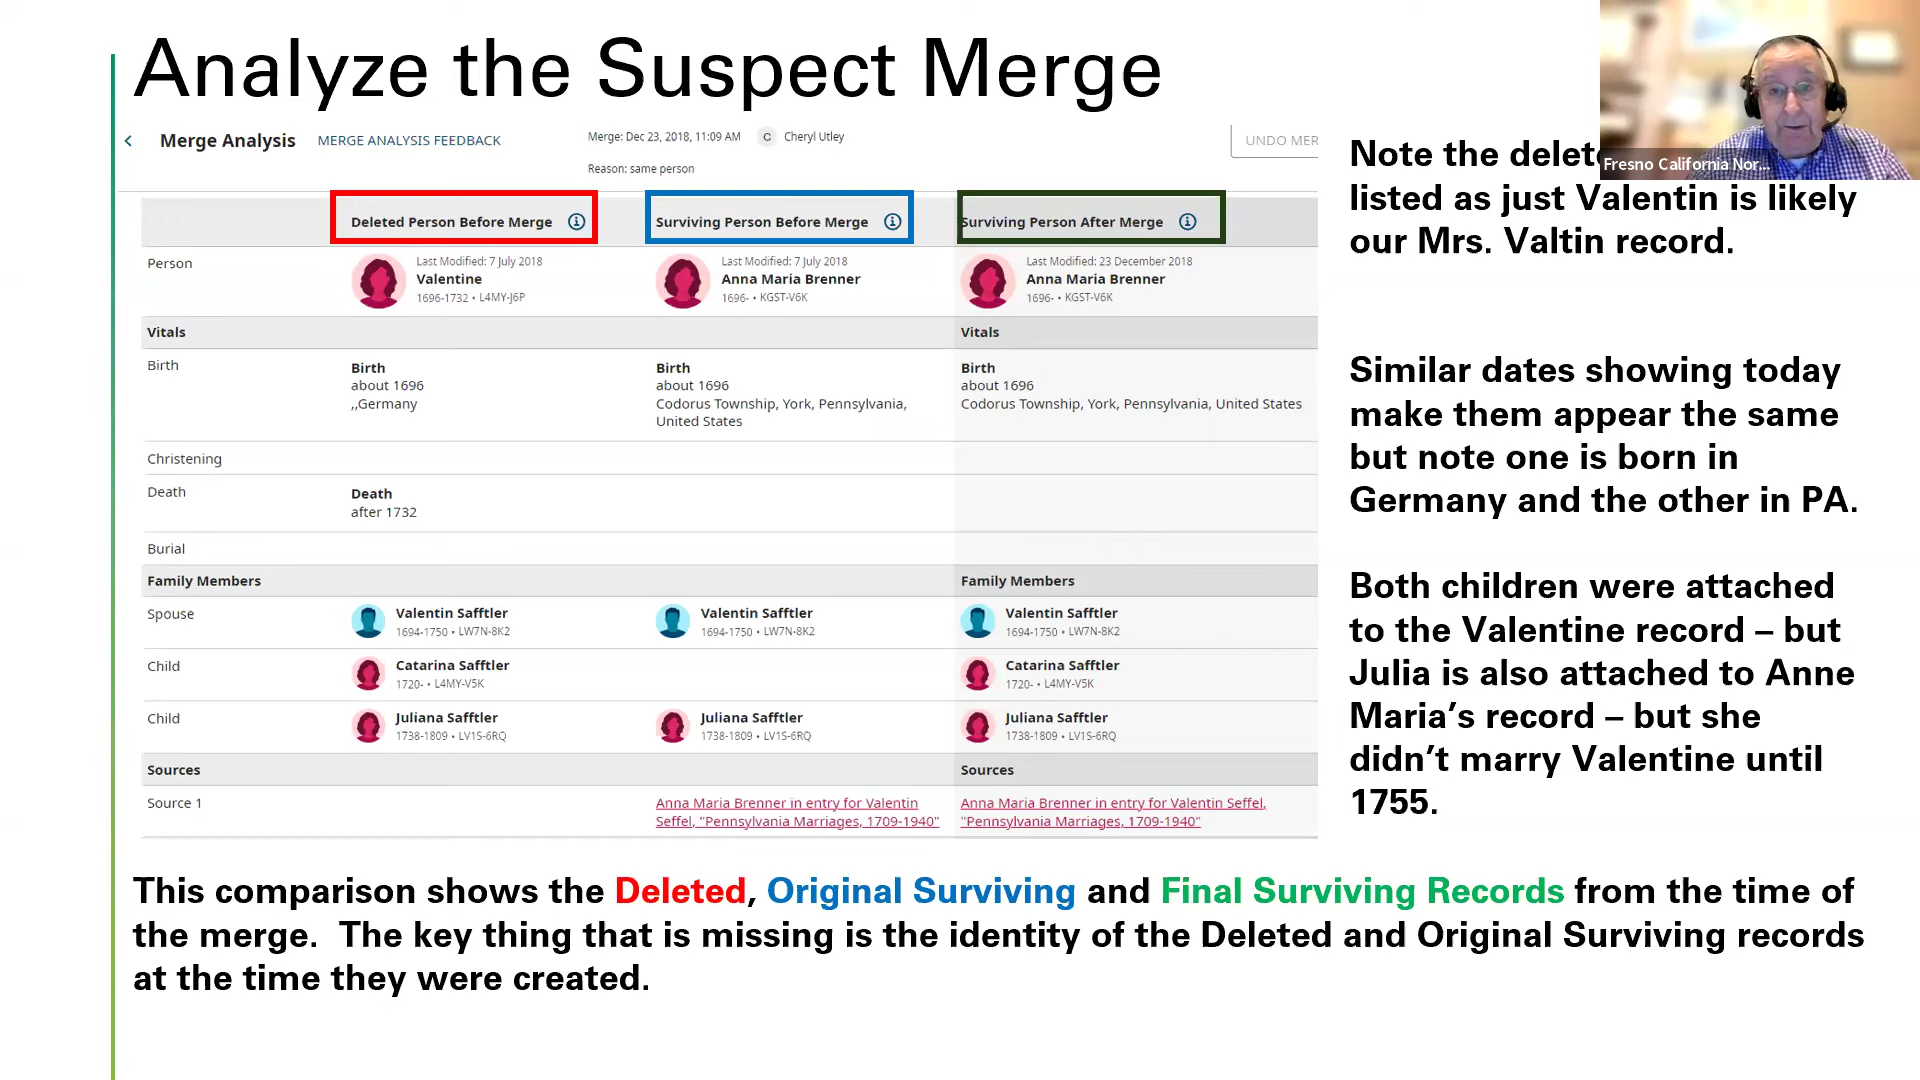 Analyze the Suspect Merge
Merge Analysis MERGE ANALYSIS FEEDBACK
Merge: Dec 23, 2018, 11:09 AM C Cheryl Utley
Reason: same person
UNDO MER
Deleted Person Before Merge
Surviving Person Before Merge
Surviving Person After Merge
Person
Last Modified: 7 July 2018
Valentine
1696-1732 • L4MY-J6P
Last Modified: 7 July 2018
Anna Maria Brenner
1696- • KGST-V6K
Last Modified: 23 December 2018
Anna Maria Brenner
1696- • KGST-V6K
Vitals
Vitals
Birth
Birth
about 1696
,,Germany
Birth
about 1696
Codorus Township, York, Pennsylvania,
United States
Birth
about 1696
Codorus Township, York, Pennsylvania, United States
Christening
Death
Death
after 1732
Burial
Family Members
Family Members
Spouse
Valentin Safftler
1694-1750 • LW7N-8K2
Valentin Safftler
1694-1750 • LW7N-8K2
Valentin Safftler
1694-1750 • LW7N-8K2
Child
Catarina Safftler
1720- • L4MY-V5K
Catarina Safftler
1720- • L4MY-V5K
Child
Juliana Safftler
1738-1809 • LV1S-6RQ
Juliana Safftler
1738-1809 • LV1S-6RQ
Juliana Safftler
1738-1809 • LV1S-6RQ
Sources
Sources
Source 1
Anna Maria Brenner in entry for Valentin
Seffel, "Pennsylvania Marriages, 1709-1940"
Anna Maria Brenner in entry for Valentin Seffel,
"Pennsylvania Marriages, 1709-1940"
Fresno California Nor...
Note the delet
listed as just Valentin is likely
our Mrs. Valtin record.
Similar dates showing today
make them appear the same
but note one is born in
Germany and the other in PA.
Both children were attached
to the Valentine record – but
Julia is also attached to Anne
Maria’s record – but she
didn’t marry Valentine until
1755.
This comparison shows the Deleted, Original Surviving and Final Surviving Records from the time of
the merge. The key thing that is missing is the identity of the Deleted and Original Surviving records
at the time they were created.